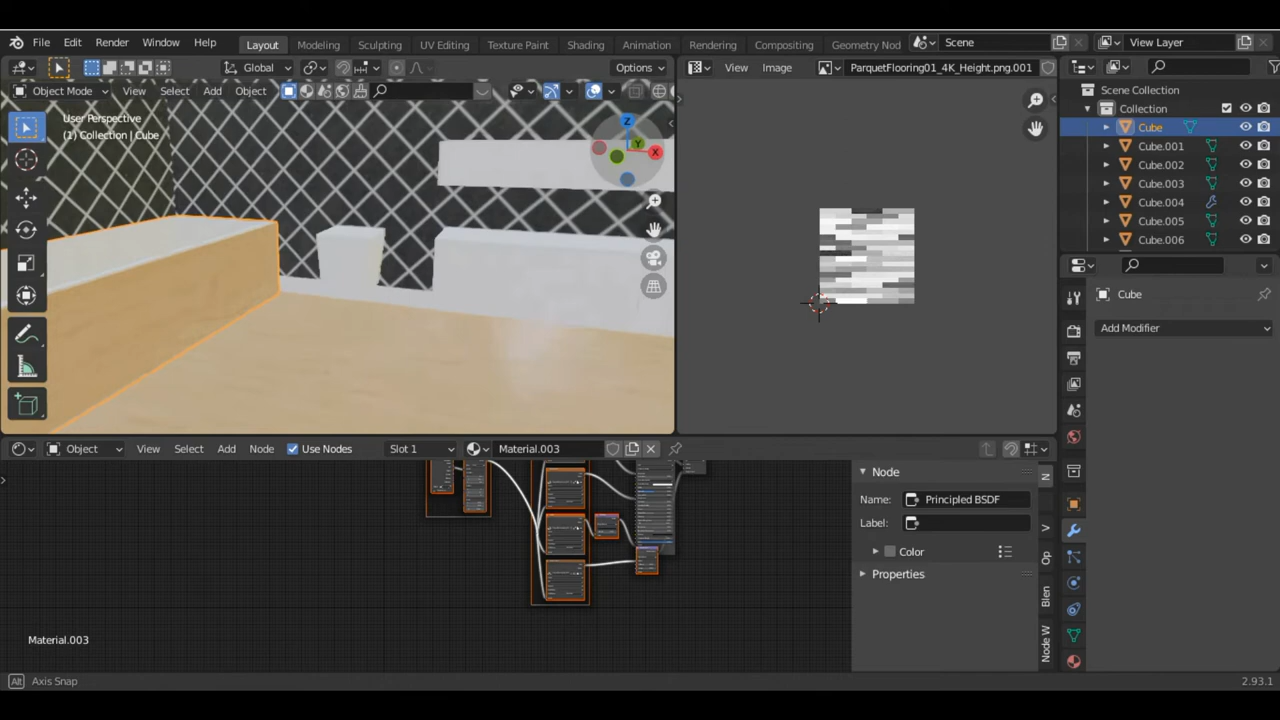 File Edit Render Window Help Layout Modeling Sculpting UV Editing Texture Paint Shading Animation Rendering Compositing Geometry Nod Scene View Layer
Global Options View Image ParquetFlooring01_4K_Height.png.001
Object Mode View Select Add Object
Scene Collection
Collection
Cube
Cube.001
Cube.002
Cube.003
Cube.004
Cube.005
Cube.006
User Perspective
(1) Collection | Cube
Z
Y
X
Cube
Add Modifier
Object View Select Add Node Use Nodes Slot 1 Material.003
Node
Name: Principled BSDF
Label:
Color
Properties
N
V
Op
Blen
Node W
Material.003
Alt Axis Snap 2.93.1